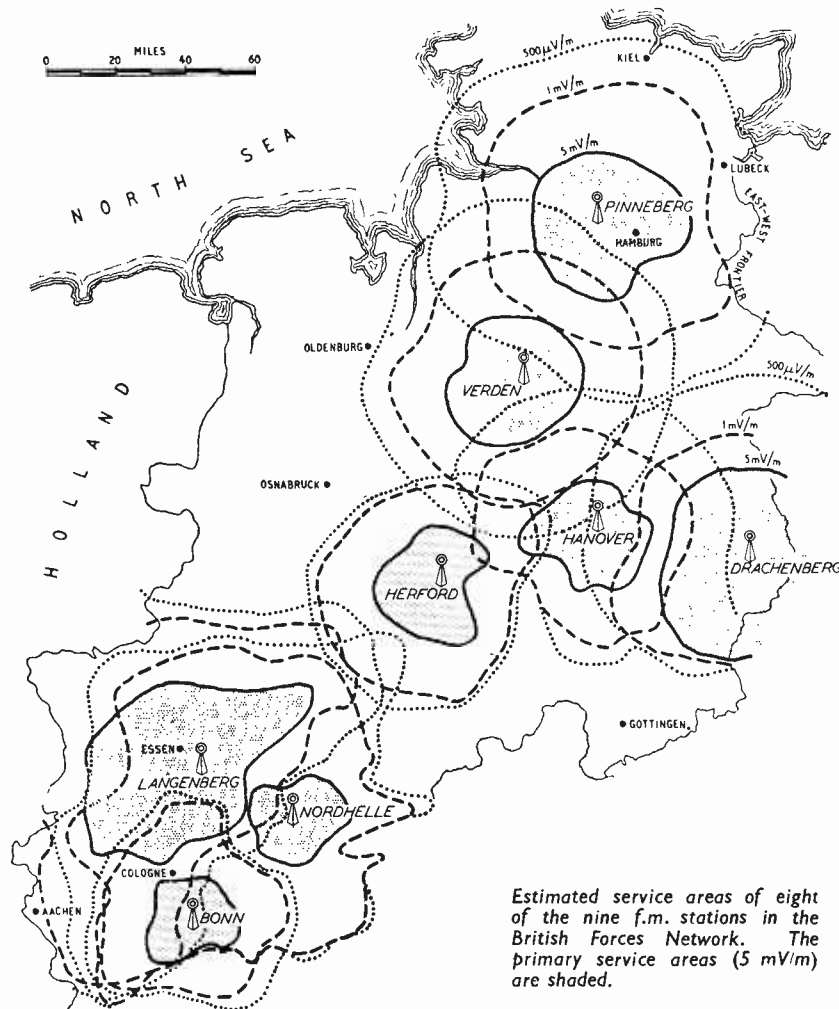 MILES
0 20 40 60
500μV/m
KIEL
1mV/m
NORTH SEA
5mV/m
LUBECK
PINNEBERG
HAMBURG
EAST-WEST FRONTIER
OLDENBURG
VERDEN
500μV/m
HOLLAND
1mV/m
5mV/m
OSNABRUCK
HANOVER
DRACHENBERG
HERFORD
GOTTINGEN
ESSEN
LANGENBERG
NORDHELLE
COLOGNE
AACHEN
BONN
Estimated service areas of eight
of the nine f.m. stations in the
British Forces Network. The
primary service areas (5 mV/m)
are shaded.